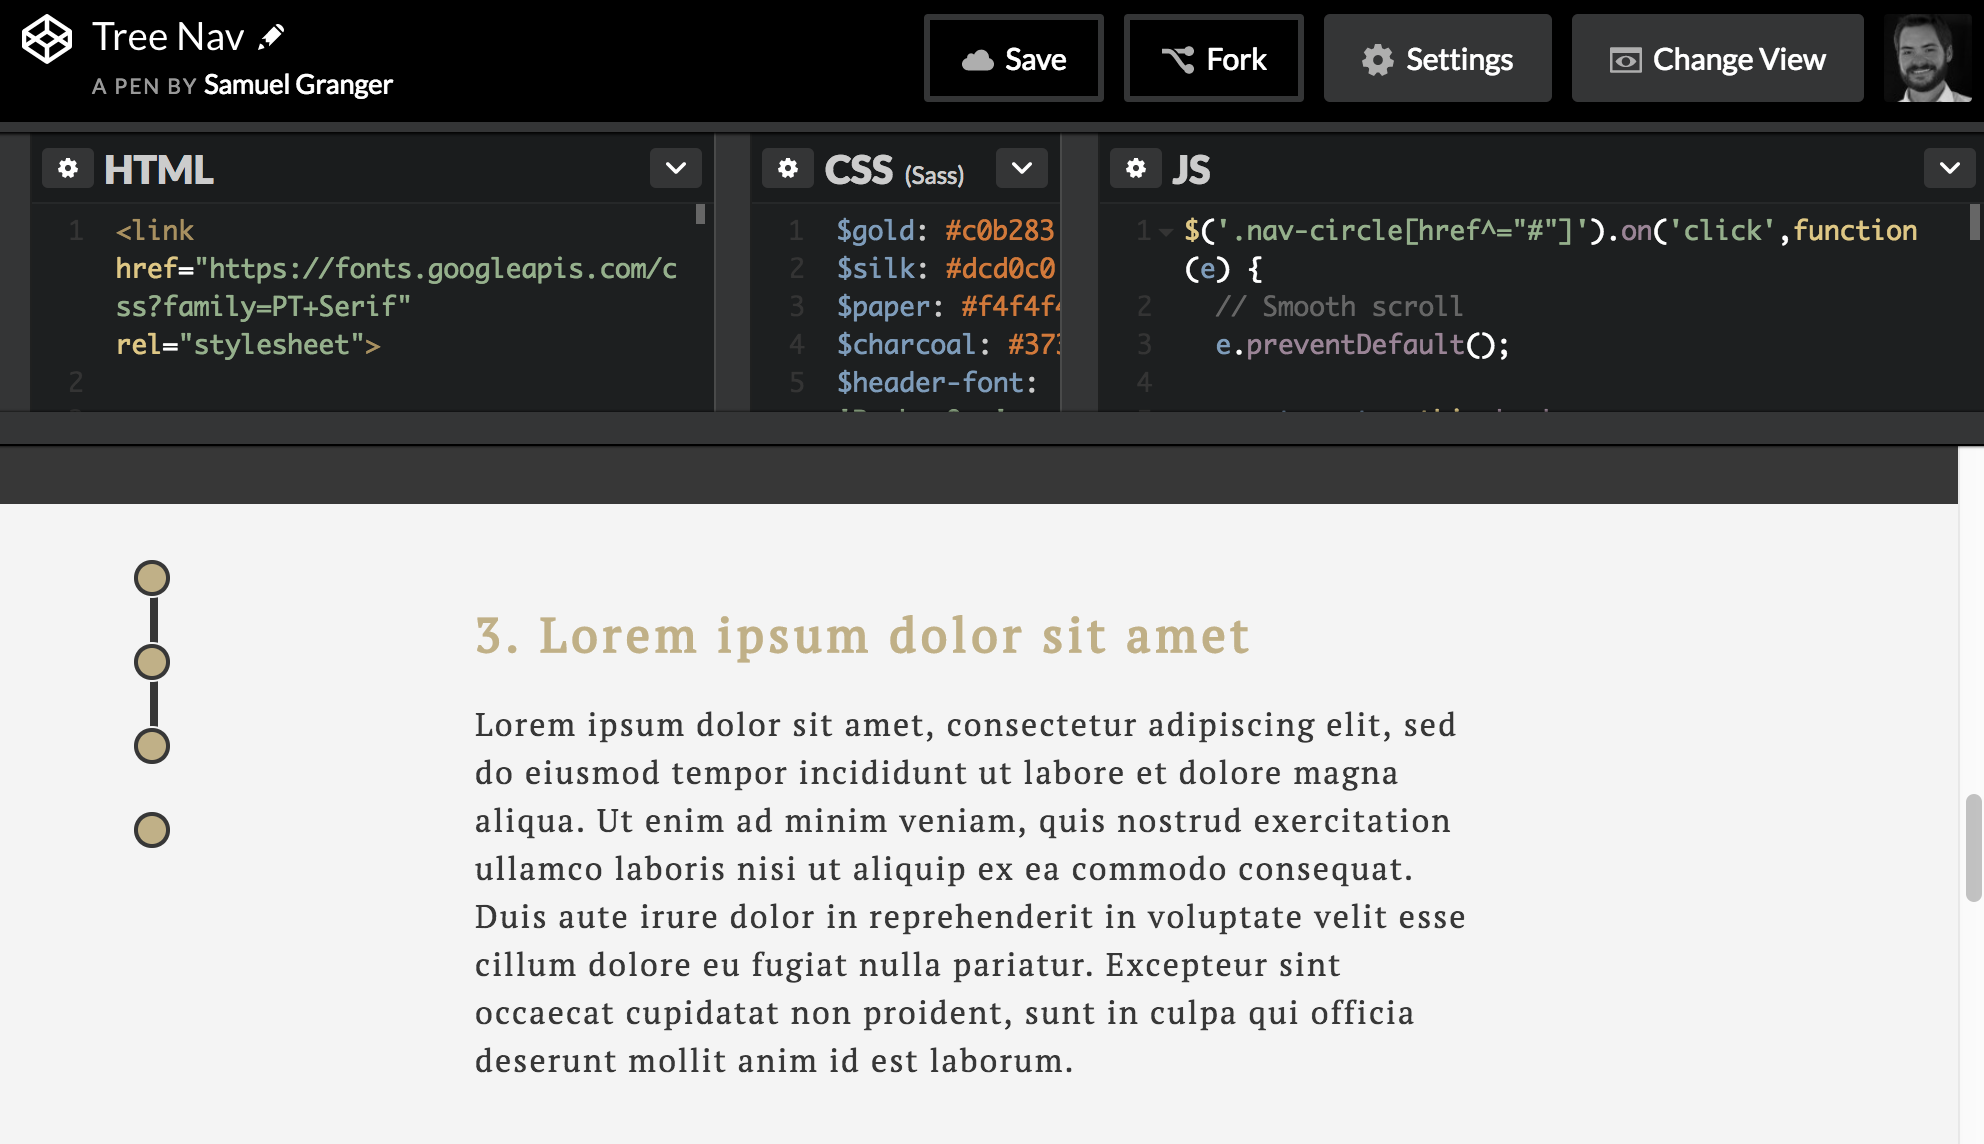 Tree Nav
A PEN BY Samuel Granger
Save
Fork
Settings
Change View
HTML
1 <link
href="https://fonts.googleapis.com/c
ss?family=PT+Serif"
rel="stylesheet">
2
CSS (Sass)
1 $gold: #c0b283
2 $silk: #dcd0c0
3 $paper: #f4f4f4
4 $charcoal: #373
5 $header-font:
JS
1 $('.nav-circle[href^="#"]').on('click',function
(e) {
2 // Smooth scroll
3 e.preventDefault();
4
3. Lorem ipsum dolor sit amet
Lorem ipsum dolor sit amet, consectetur adipiscing elit, sed
do eiusmod tempor incididunt ut labore et dolore magna
aliqua. Ut enim ad minim veniam, quis nostrud exercitation
ullamco laboris nisi ut aliquip ex ea commodo consequat.
Duis aute irure dolor in reprehenderit in voluptate velit esse
cillum dolore eu fugiat nulla pariatur. Excepteur sint
occaecat cupidatat non proident, sunt in culpa qui officia
deserunt mollit anim id est laborum.